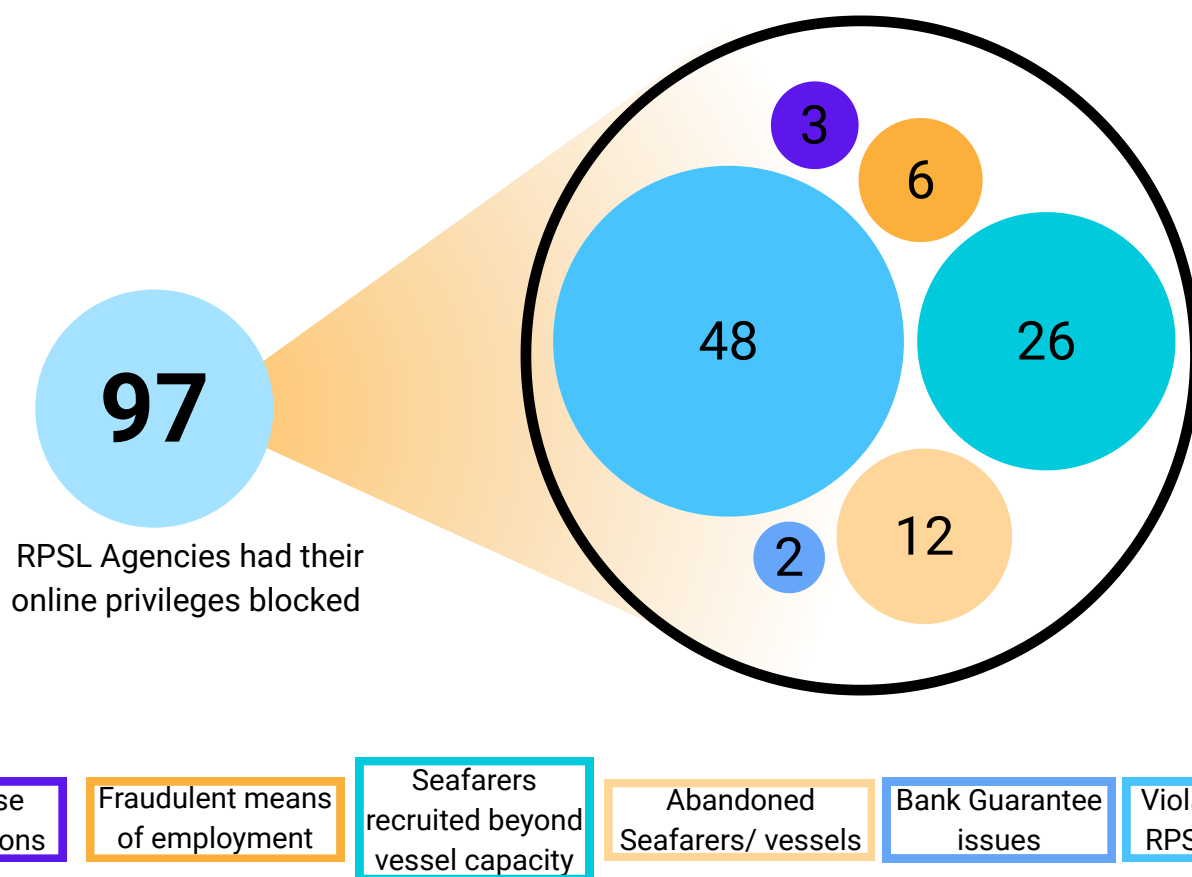 3
6
48
26
97
12
2
RPSL Agencies had their
online privileges blocked
Fraudulent means
of employment
Seafarers
recruited beyond
vessel capacity
Abandoned
Seafarers/ vessels
Bank Guarantee
issues
RPS